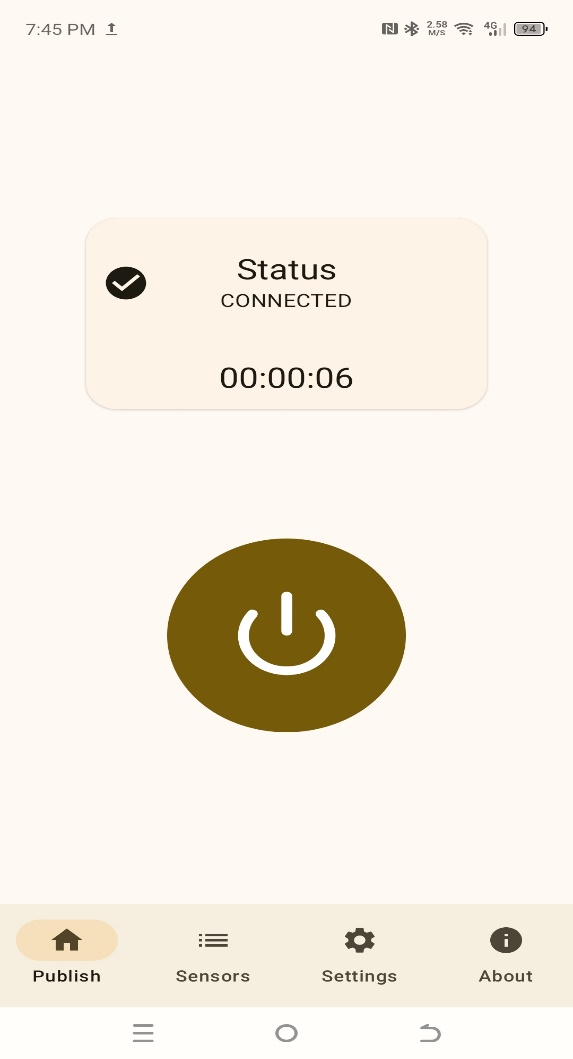 7:45 PM
2.58
M/S
4G
94
Status
CONNECTED
00:00:06
Publish
Sensors
Settings
About